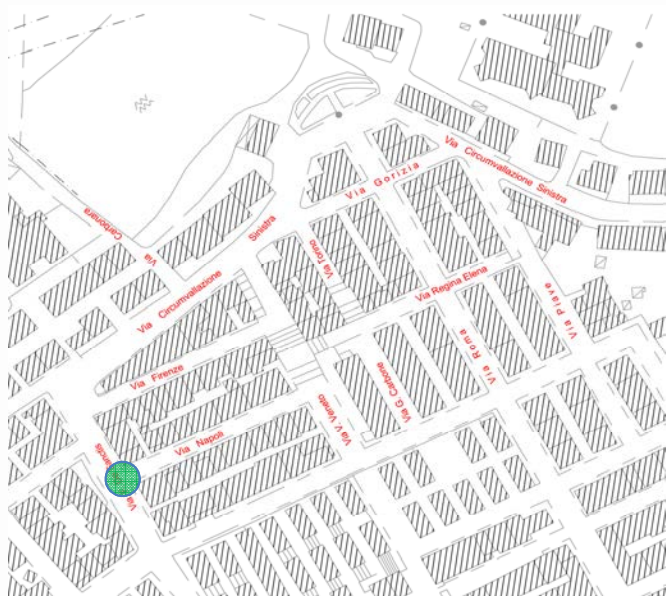 Via Circumvallazione Sinistra
Via Gorizia
Via Carbonara
Via Torino
Via Circumvallazione Sinistra
Via Regina Elena
Via Piave
Via Roma
Via Firenze
Via G. Carbone
Via V. Veneto
Via Napoli
Via